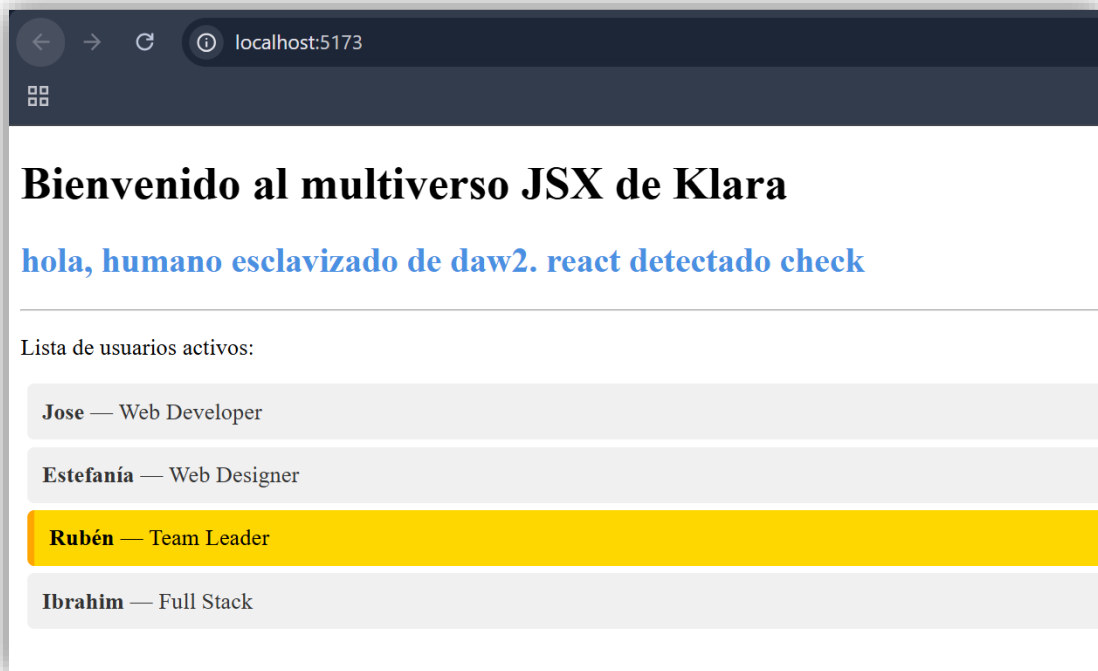 localhost:5173
Bienvenido al multiverso JSX de Klara
hola, humano esclavizado de daw2. react detectado check
Lista de usuarios activos:
Jose — Web Developer
Estefanía — Web Designer
Rubén — Team Leader
Ibrahim — Full Stack